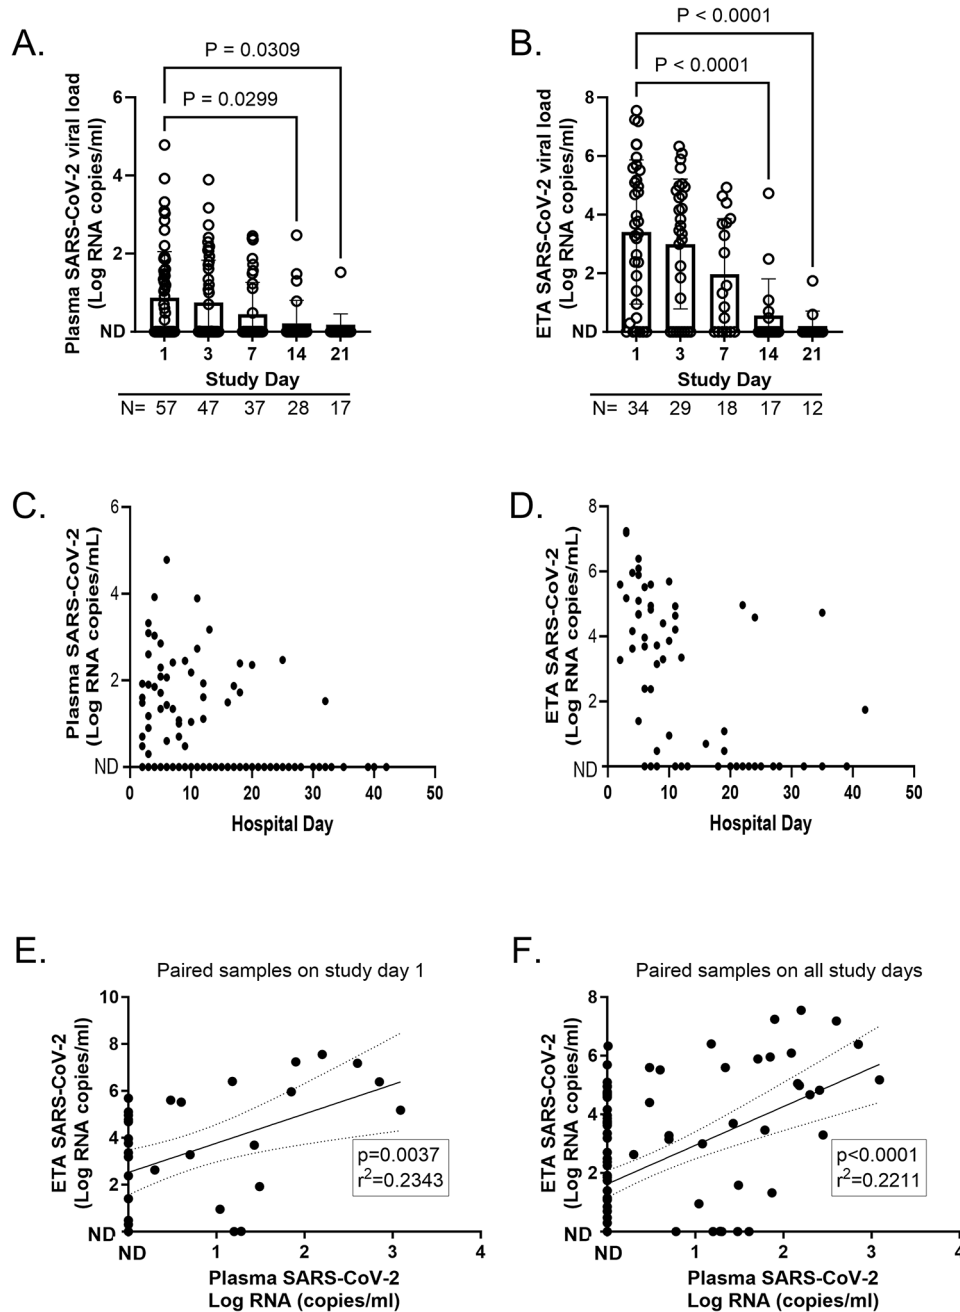 A.
P = 0.0309
P = 0.0299
Plasma SARS-CoV-2 viral load
(Log RNA copies/ml)
6
4
2
ND
1 3 7 14 21
Study Day
N= 57 47 37 28 17
B.
P < 0.0001
P < 0.0001
ETA SARS-CoV-2 viral load
(Log RNA copies/ml)
8
6
4
2
ND
1 3 7 14 21
Study Day
N= 34 29 18 17 12
C.
Plasma SARS-CoV-2
(Log RNA copies/mL)
6
4
2
ND
0 10 20 30 40 50
Hospital Day
D.
ETA SARS-CoV-2
(Log RNA copies/mL)
8
6
4
2
ND
0 10 20 30 40 50
Hospital Day
E.
Paired samples on study day 1
ETA SARS-CoV-2
(Log RNA copies/ml)
10
8
6
4
2
ND
p=0.0037
r²=0.2343
ND 1 2 3 4
Plasma SARS-CoV-2
Log RNA (copies/ml)
F.
Paired samples on all study days
ETA SARS-CoV-2
(Log RNA copies/ml)
8
6
4
2
ND
p<0.0001
r²=0.2211
ND 1 2 3 4
Plasma SARS-CoV-2
Log RNA (copies/ml)